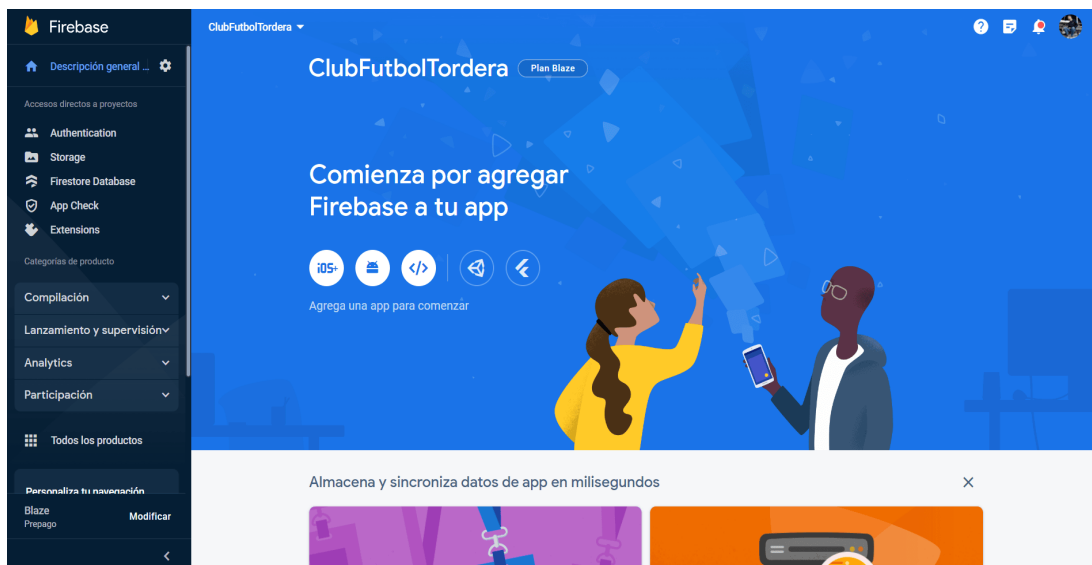 Firebase
Descripción general ...
Accesos directos a proyectos
Authentication
Storage
Firestore Database
App Check
Extensions
Categorías de producto
Compilación
Lanzamiento y supervisión
Analytics
Participación
Todos los productos
Personaliza tu navegación
Blaze
Prepago
Modificar
ClubFutbolTordera
ClubFutbolTordera
Plan Blaze
Comienza por agregar
Firebase a tu app
iOS+
Agrega una app para comenzar
Almacena y sincroniza datos de app en milisegundos